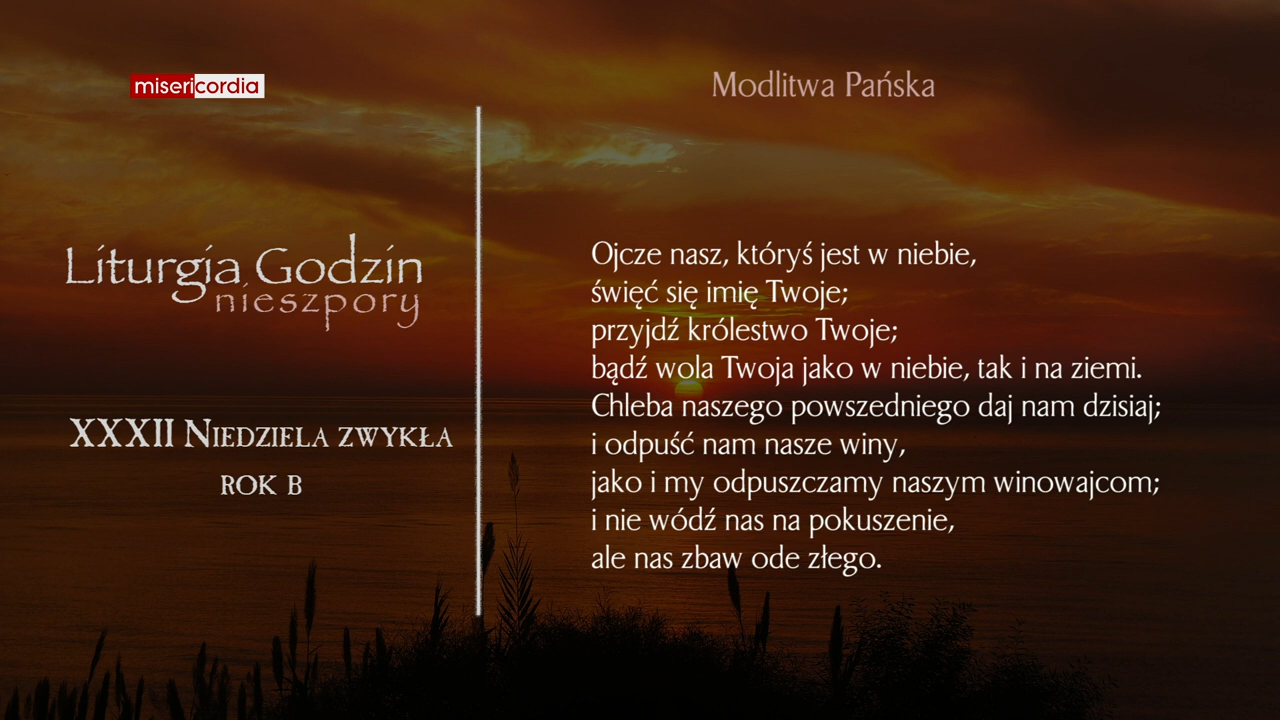 misericordia
Liturgia Godzin
nieszpory
XXXII Niedziela zwykła
rok B
Modlitwa Pańska
Ojcze nasz, któryś jest w niebie,
święć się imię Twoje;
przyjdź królestwo Twoje;
bądź wola Twoja jako w niebie, tak i na ziemi.
Chleba naszego powszedniego daj nam dzisiaj;
i odpuść nam nasze winy,
jako i my odpuszczamy naszym winowajcom;
i nie wódź nas na pokuszenie,
ale nas zbaw ode złego.